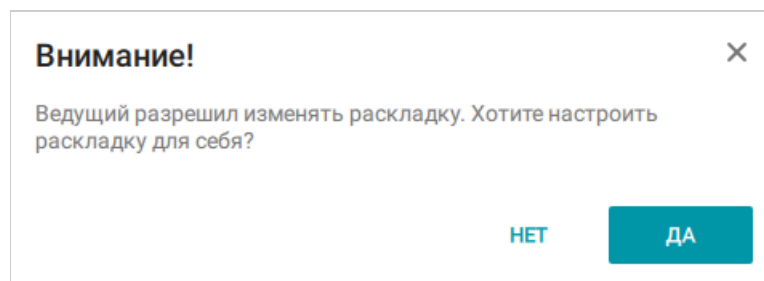 Внимание!
Ведущий разрешил изменять раскладку. Хотите настроить
раскладку для себя?
НЕТ
ДА